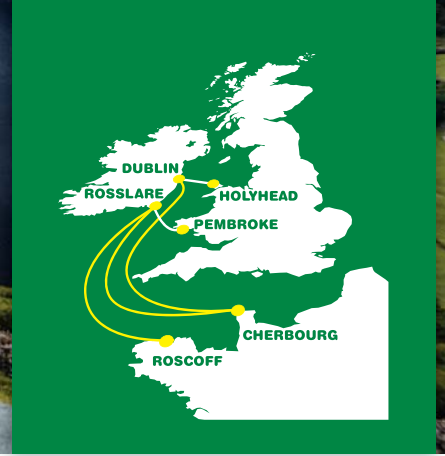 DUBLIN
ROSSLARE
HOLYHEAD
PEMBROKE
CHERBOURG
ROSCOFF